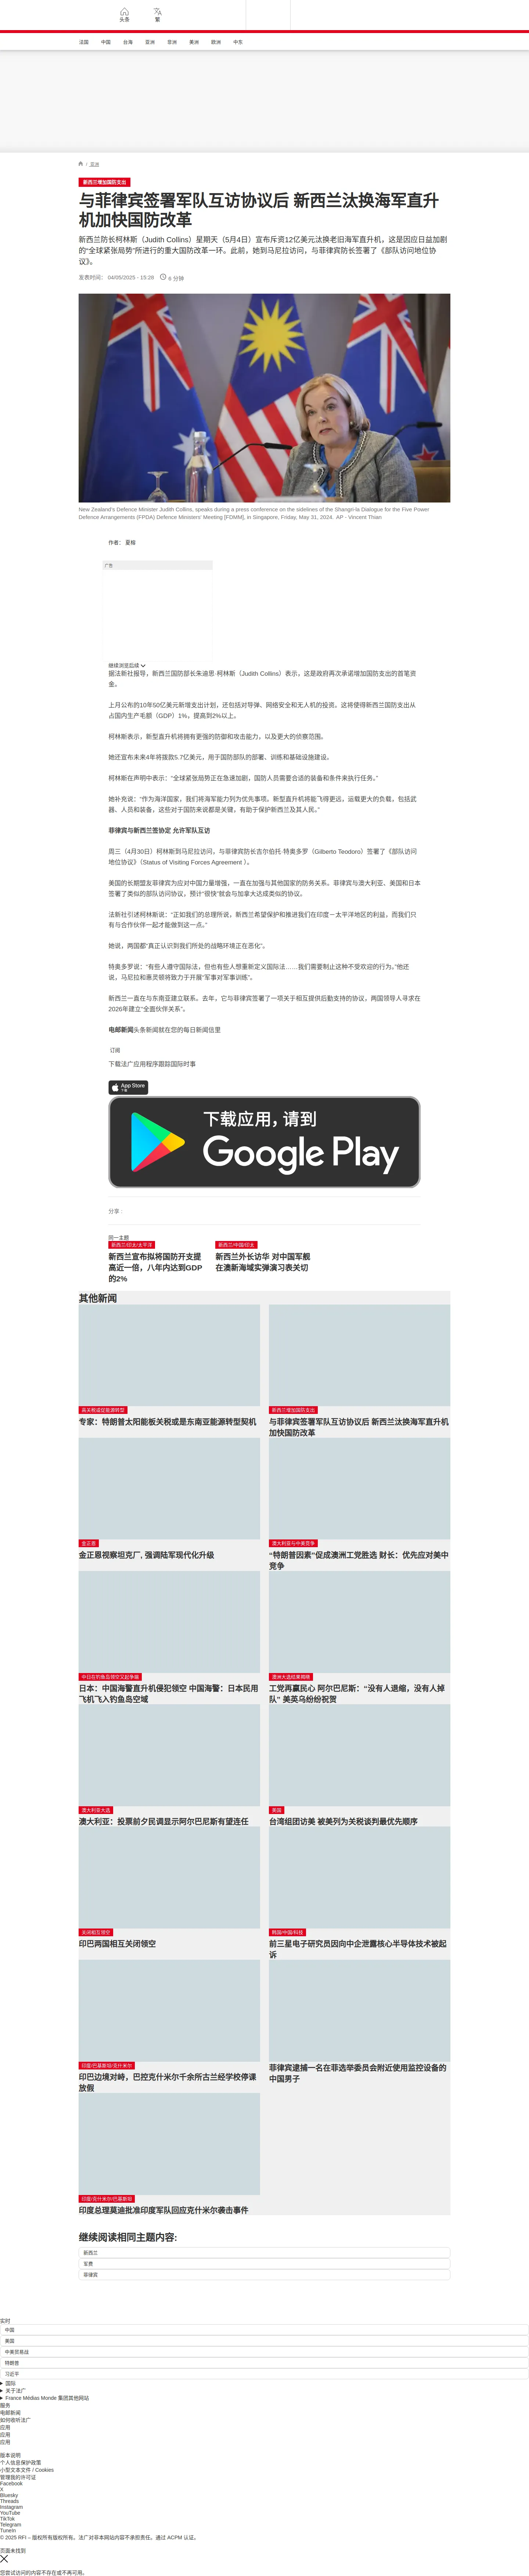 头条
繁
法国
中国
台海
亚洲
非洲
美洲
欧洲
中东
/ 亚洲
新西兰增加国防支出
与菲律宾签署军队互访协议后 新西兰汰换海军直升
机加快国防改革
新西兰防长柯林斯（Judith Collins）星期天（5月4日）宣布斥资12亿美元汰换老旧海军直升机，这是因应日益加剧
的“全球紧张局势”所进行的重大国防改革一环。此前，她到马尼拉访问，与菲律宾防长签署了《部队访问地位协
议》。
发表时间： 04/05/2025 - 15:28
6 分钟
New Zealand's Defence Minister Judith Collins, speaks during a press conference on the sidelines of the Shangri-la Dialogue for the Five Power
Defence Arrangements (FPDA) Defence Ministers' Meeting [FDMM], in Singapore, Friday, May 31, 2024. AP - Vincent Thian
作者： 夏榕
广告
继续浏览后续
据法新社报导，新西兰国防部长朱迪思·柯林斯（Judith Collins）表示，这是政府再次承诺增加国防支出的首笔资
金。
上月公布的10年50亿美元新增支出计划，还包括对导弹、网络安全和无人机的投资。这将使得新西兰国防支出从
占国内生产毛额（GDP）1%，提高到2%以上。
柯林斯表示，新型直升机将拥有更强的防御和攻击能力，以及更大的侦察范围。
她还宣布未来4年将拨款5.7亿美元，用于国防部队的部署、训练和基础设施建设。
柯林斯在声明中表示：“全球紧张局势正在急速加剧，国防人员需要合适的装备和条件来执行任务。”
她补充说：“作为海洋国家，我们将海军能力列为优先事项。新型直升机将能飞得更远，运载更大的负载，包括武
器、人员和装备，这些对于国防来说都是关键，有助于保护新西兰及其人民。”
菲律宾与新西兰签协定 允许军队互访
周三（4月30日）柯林斯到马尼拉访问，与菲律宾防长吉尔伯托·特奥多罗（Gilberto Teodoro）签署了《部队访问
地位协议》（Status of Visiting Forces Agreement ）。
美国的长期盟友菲律宾为应对中国力量增强，一直在加强与其他国家的防务关系。菲律宾与澳大利亚、美国和日本
签署了类似的部队访问协议，预计“很快”就会与加拿大达成类似的协议。
法新社引述柯林斯说：“正如我们的总理所说，新西兰希望保护和推进我们在印度－太平洋地区的利益，而我们只
有与合作伙伴一起才能做到这一点。”
她说，两国都“真正认识到我们所处的战略环境正在恶化”。
特奥多罗说：“有些人遵守国际法，但也有些人想重新定义国际法……我们需要制止这种不受欢迎的行为。”他还
说，马尼拉和惠灵顿将致力于开展“军事对军事训练”。
新西兰一直在与东南亚建立联系。去年，它与菲律宾签署了一项关于相互提供后勤支持的协议，两国领导人寻求在
2026年建立“全面伙伴关系”。
电邮新闻头条新闻就在您的每日新闻信里
订阅
下载法广应用程序跟踪国际时事
App Store
下载
下载应用，请到
Google Play
分享 :
同一主题
新西兰/印太/太平洋
新西兰宣布拟将国防开支提
高近一倍，八年内达到GDP
的2%
新西兰/中国/印太
新西兰外长访华 对中国军舰
在澳新海域实弹演习表关切
其他新闻
高关税或促能源转型
专家：特朗普太阳能板关税或是东南亚能源转型契机
新西兰增加国防支出
与菲律宾签署军队互访协议后 新西兰汰换海军直升机
加快国防改革
金正恩
金正恩视察坦克厂, 强调陆军现代化升级
澳大利亚与中美竞争
“特朗普因素”促成澳洲工党胜选 财长：优先应对美中
竞争
中日在钓鱼岛领空又起争端
日本：中国海警直升机侵犯领空 中国海警：日本民用
飞机飞入钓鱼岛空域
澳洲大选结果揭晓
工党再赢民心 阿尔巴尼斯：“没有人退缩，没有人掉
队” 美英乌纷纷祝贺
澳大利亚大选
澳大利亚：投票前夕民调显示阿尔巴尼斯有望连任
美国
台湾组团访美 被美列为关税谈判最优先顺序
关闭相互领空
印巴两国相互关闭领空
韩国/中国/科技
前三星电子研究员因向中企泄露核心半导体技术被起
诉
印度/巴基斯坦/克什米尔
印巴边境对峙，巴控克什米尔千余所古兰经学校停课
放假
菲律宾逮捕一名在菲选举委员会附近使用监控设备的
中国男子
印度/克什米尔/巴基斯坦
印度总理莫迪批准印度军队回应克什米尔袭击事件
继续阅读相同主题内容:
新西兰
军费
菲律宾
实时
中国
美国
中美贸易战
特朗普
习近平
国际
关于法广
France Médias Monde 集团其他网站
服务
电邮新闻
如何收听法广
应用
应用
应用
版本说明
个人信息保护政策
小型文本文件 / Cookies
管理我的许可证
Facebook
X
Bluesky
Threads
Instagram
YouTube
TikTok
Telegram
TuneIn
© 2025 RFI – 版权所有版权所有。法广对非本网站内容不承担责任。通过 ACPM 认证。
页面未找到
您尝试访问的内容不存在或不再可用。